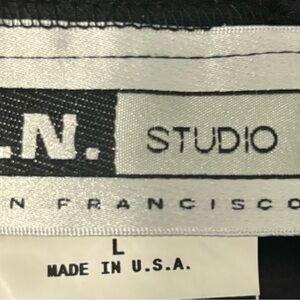 .N. STUDIO
N FRANCISCO
L
MADE IN U.S.A.